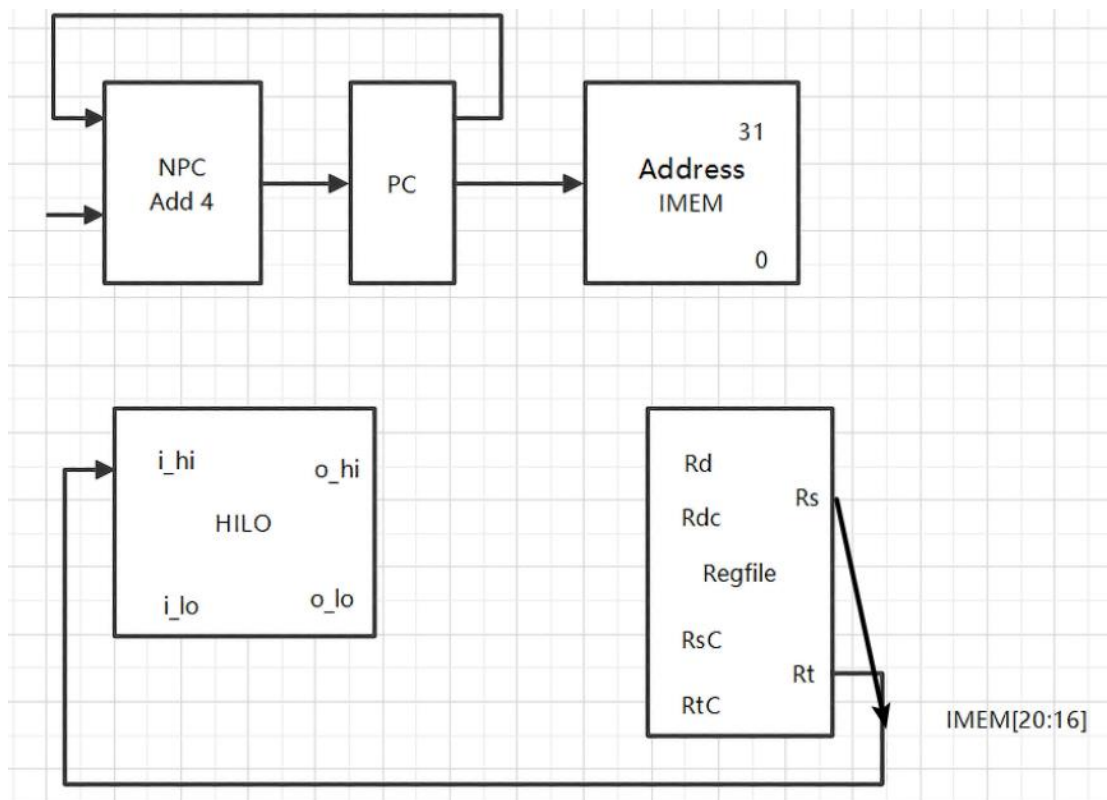 NPC
Add 4
PC
31
Address
IMEM
0
i_hi
o_hi
HILO
i_lo
o_lo
Rd
Rs
Rdc
Regfile
RsC
Rt
RtC
IMEM[20:16]